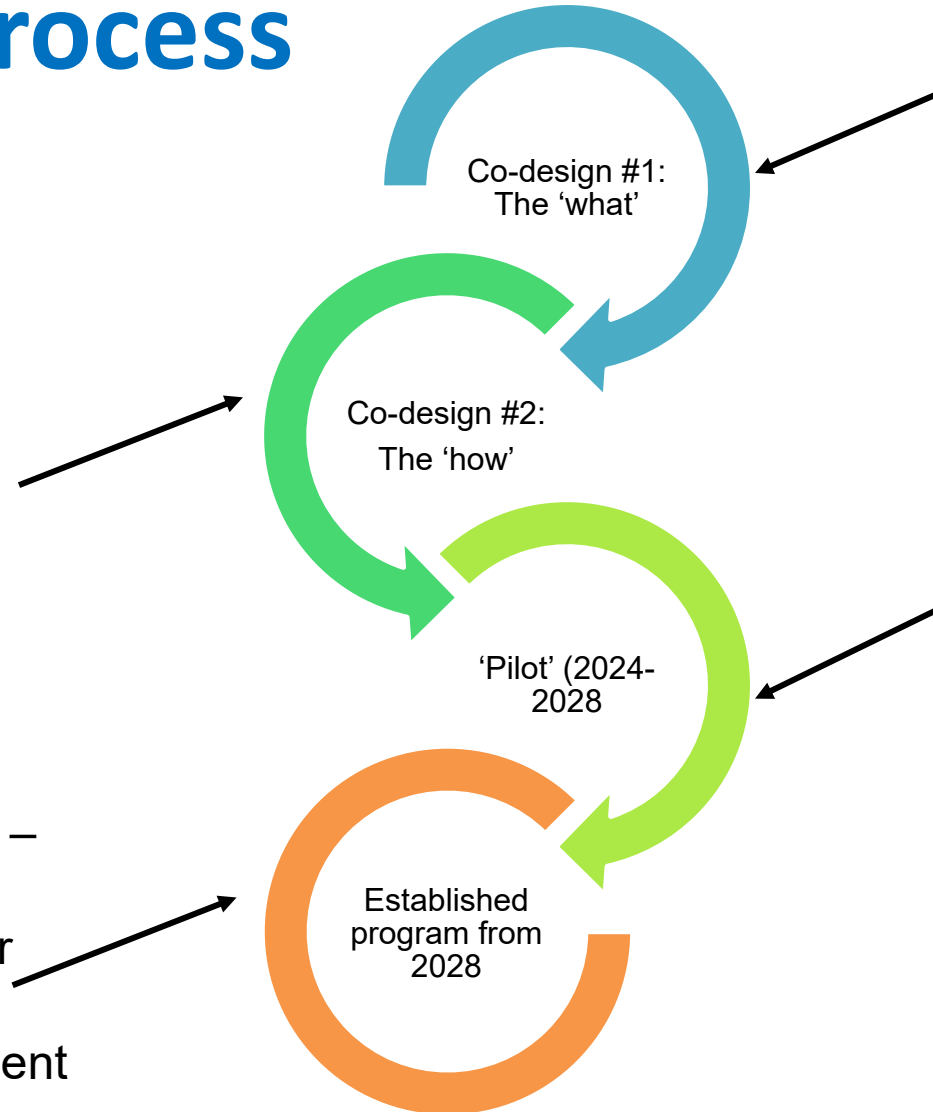 rocess
Co-design #1:
The ‘what’
Co-design #2:
The ‘how’
‘Pilot’ (2024-
2028
–
r
ent
Established
program from
2028